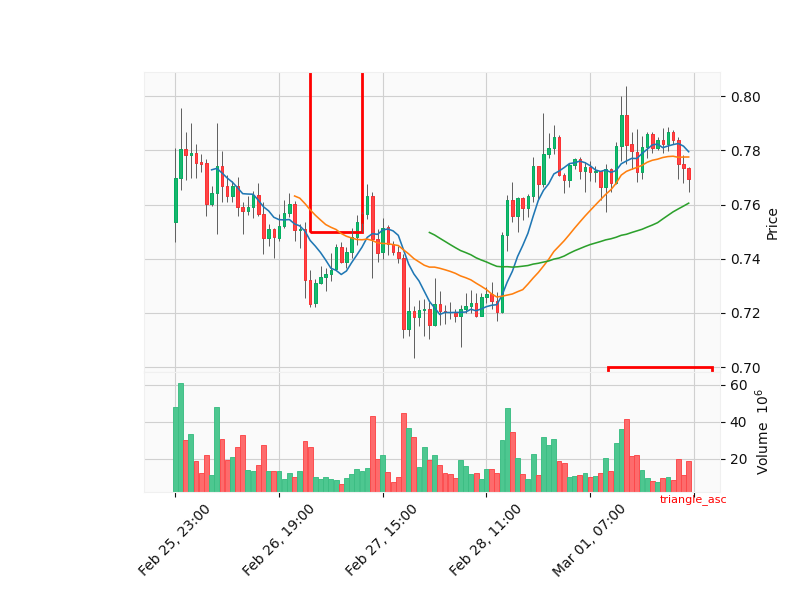 0.80
0.78
0.76
0.74
0.72
0.70
Price
60
40
20
Volume 10^6
triangle_asc
Feb 25, 23:00
Feb 26, 19:00
Feb 27, 15:00
Feb 28, 11:00
Mar 01, 07:00